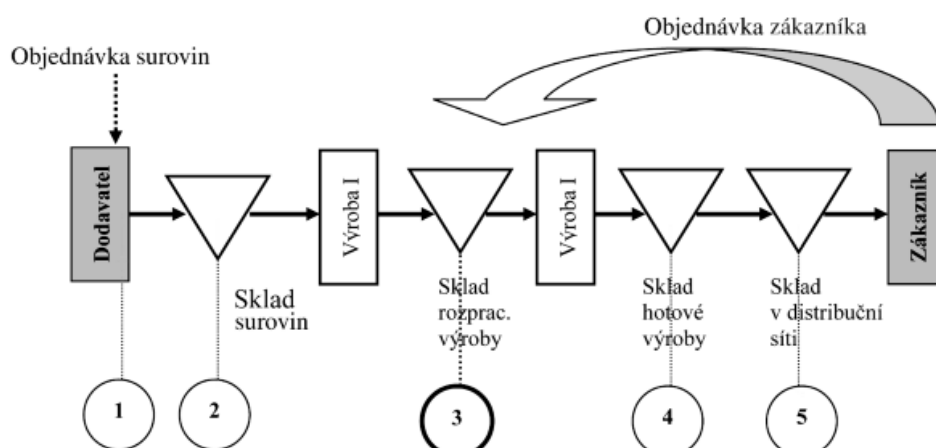 Objednávka zákazníka
Objednávka surovin
Dodavatel
Výroba I
Výroba I
Zákazník
Sklad
surovin
Sklad
rozprac.
výroby
Sklad
hotové
výroby
Sklad
v distribuční
síti
1
2
3
4
5